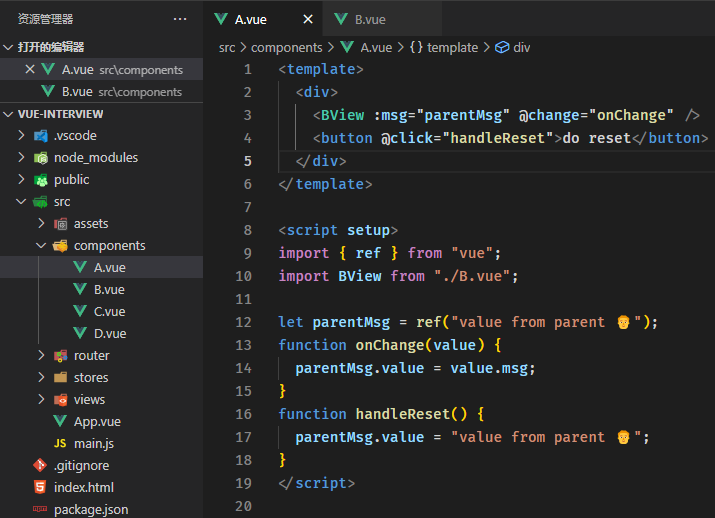 资源管理器 ···
打开的编辑器
A.vue src\components
B.vue src\components
VUE-INTERVIEW
.vscode
node_modules
public
src
assets
components
A.vue
B.vue
C.vue
D.vue
router
stores
views
App.vue
JS main.js
.gitignore
index.html
package.json
A.vue B.vue
src > components > A.vue > {} template > div
1 <template>
2 <div>
3 <BView :msg="parentMsg" @change="onChange" />
4 <button @click="handleReset">do reset</button>
5 </div>
6 </template>
7
8 <script setup>
9 import { ref } from "vue";
10 import BView from "./B.vue";
11
12 let parentMsg = ref("value from parent 👨");
13 function onChange(value) {
14 parentMsg.value = value.msg;
15 }
16 function handleReset() {
17 parentMsg.value = "value from parent 👨";
18 }
19 </script>
20